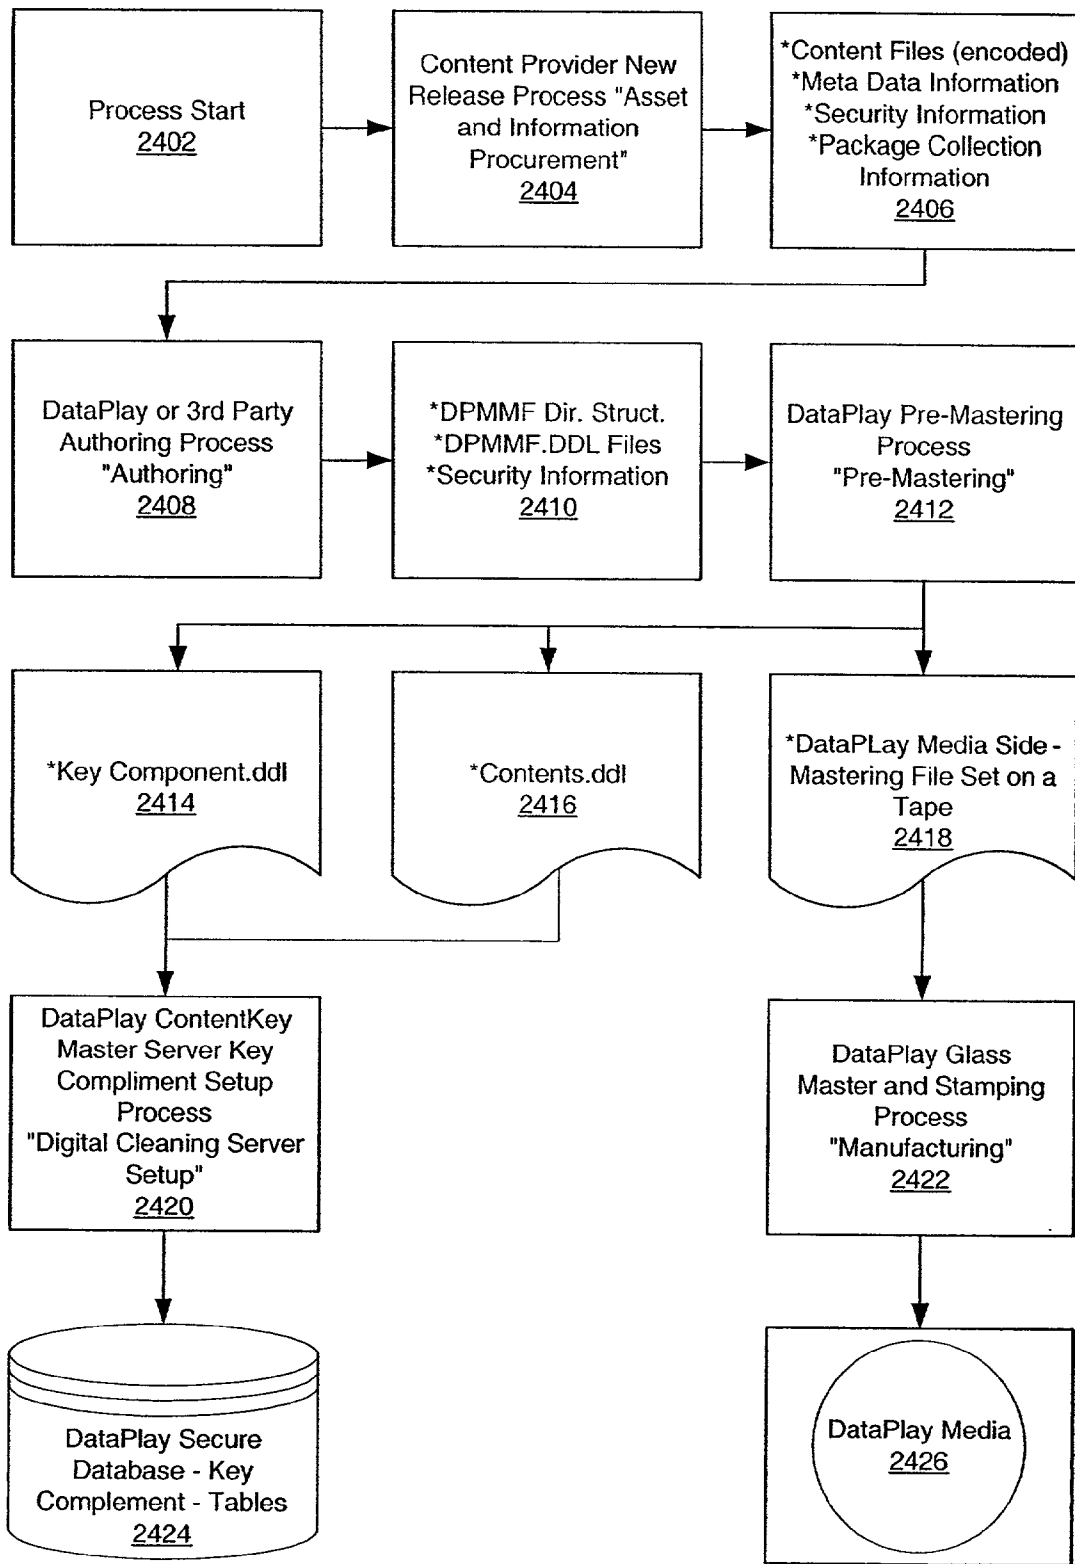 Process Start
2402
Content Provider New
Release Process "Asset
and Information
Procurement"
2404
*Content Files (encoded)
*Meta Data Information
*Security Information
*Package Collection
Information
2406
DataPlay or 3rd Party
Authoring Process
"Authoring"
2408
*DPMMF Dir. Struct.
*DPMMF.DDL Files
*Security Information
2410
DataPlay Pre-Mastering
Process
"Pre-Mastering"
2412
*Key Component.ddl
2414
*Contents.ddl
2416
*DataPLay Media Side -
Mastering File Set on a
Tape
2418
DataPlay ContentKey
Master Server Key
Compliment Setup
Process
"Digital Cleaning Server
Setup"
2420
DataPlay Glass
Master and Stamping
Process
"Manufacturing"
2422
DataPlay Secure
Database - Key
Complement - Tables
2424
DataPlay Media
2426